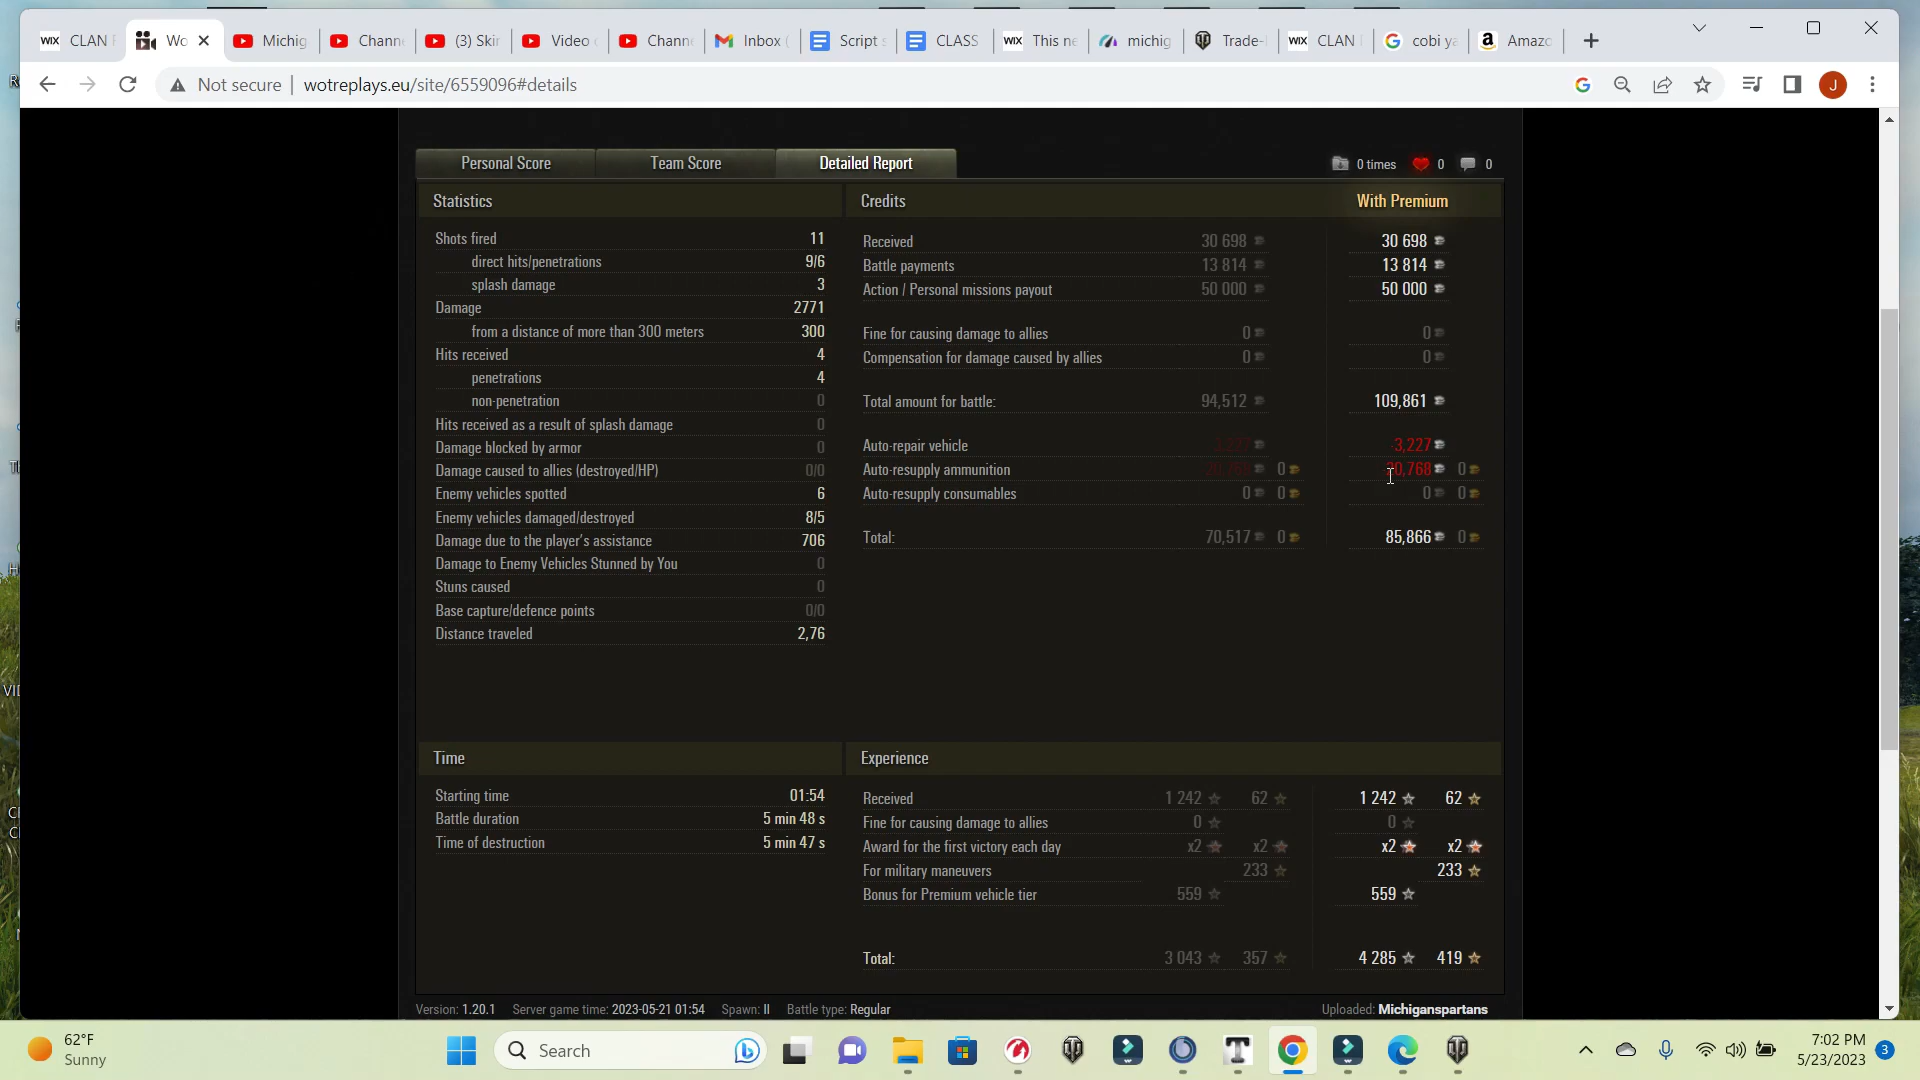 CLAN
Wo
Michig
Chann
(3) Skir
Video
Chann
Inbox (
Script
CLASS
This ne
michig
Trade-
CLAN
cobi ya
Amazo
Not secure | wotreplays.eu/site/6559096#details
J
Personal Score Team Score Detailed Report 0 times 0 0
Statistics
Shots fired 11
direct hits/penetrations 9/6
splash damage 3
Damage 2771
from a distance of more than 300 meters 300
Hits received 4
penetrations 4
non-penetration 0
Hits received as a result of splash damage 0
Damage blocked by armor 0
Damage caused to allies (destroyed/HP) 0/0
Enemy vehicles spotted 6
Enemy vehicles damaged/destroyed 8/5
Damage due to the player's assistance 706
Damage to Enemy Vehicles Stunned by You 0
Stuns caused 0
Base capture/defence points 0/0
Distance traveled 2,76
Credits With Premium
Received 30 698 30 698
Battle payments 13 814 13 814
Action / Personal missions payout 50 000 50 000
Fine for causing damage to allies 0 0
Compensation for damage caused by allies 0 0
Total amount for battle: 94,512 109,861
Auto-repair vehicle -3,227
Auto-resupply ammunition 0 0
Auto-resupply consumables 0 0 0 0
Total: 70,517 0 85,866 0
Time
Starting time 01:54
Battle duration 5 min 48 s
Time of destruction 5 min 47 s
Experience
Received 1 242 62 1 242 62
Fine for causing damage to allies 0 0
Award for the first victory each day x2 x2 x2 x2
For military maneuvers 233 233
Bonus for Premium vehicle tier 559 559
Total: 3 043 357 4 285 419
Version: 1.20.1 Server game time: 2023-05-21 01:54 Spawn: II Battle type: Regular Uploaded: Michiganspartans
62°F
Sunny
Search
7:02 PM
5/23/2023
3